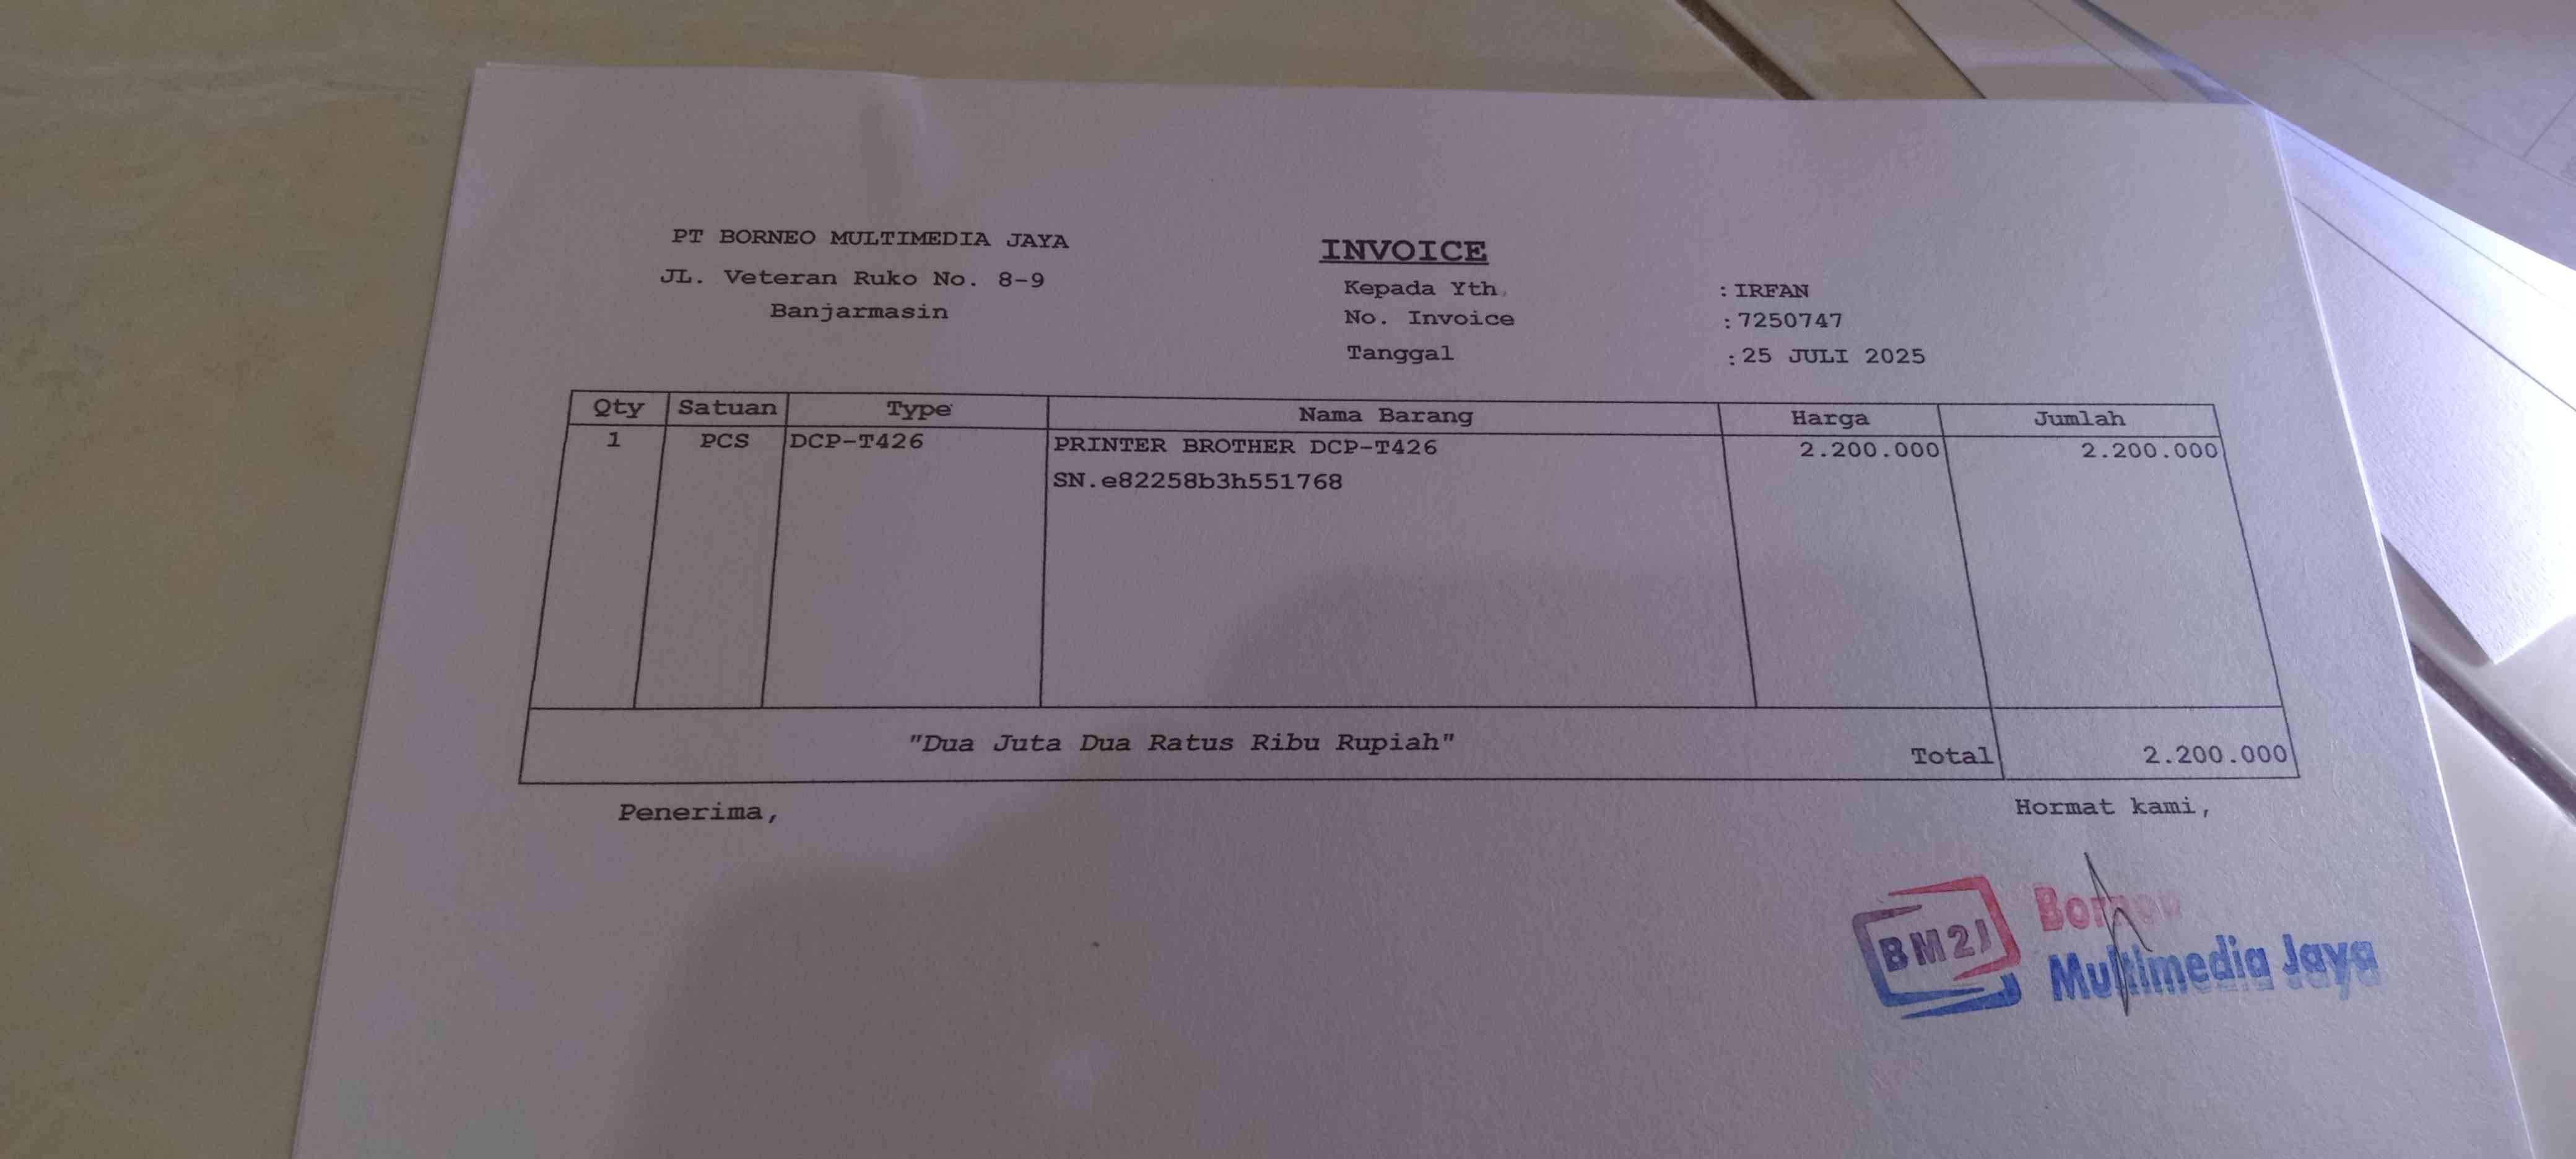 PT BORNEO MULTIMEDIA JAYA
JL. Veteran Ruko No. 8-9
Banjarmasin
INVOICE
Kepada Yth. : IRFAN
No. Invoice : 7250747
Tanggal : 25 JULI 2025
Qty Satuan Type Nama Barang Harga Jumlah
1 PCS DCP-T426 PRINTER BROTHER DCP-T426 2.200.000 2.200.000
SN.e82258b3h551768
"Dua Juta Dua Ratus Ribu Rupiah" Total 2.200.000
Penerima, Hormat kami,
BM2J
Borneo
Multimedia Jaya